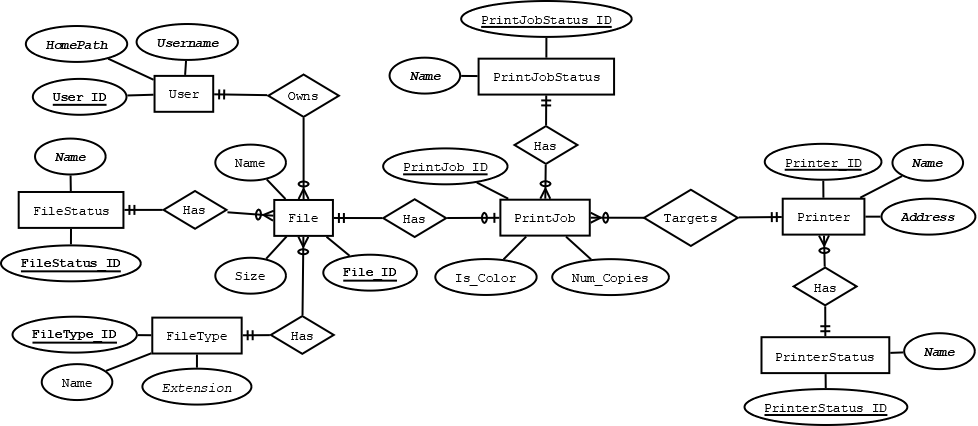 PrintJobStatus_ID
HomePath
Username
Name
PrintJobStatus
User_ID
User
Owns
Name
Name
PrintJob_ID
Has
Printer_ID
Name
FileStatus
Has
File
Has
PrintJob
Targets
Printer
Address
FileStatus_ID
Size
File_ID
Is_Color
Num_Copies
Has
FileType_ID
FileType
Has
PrinterStatus
Name
Name
Extension
PrinterStatus_ID